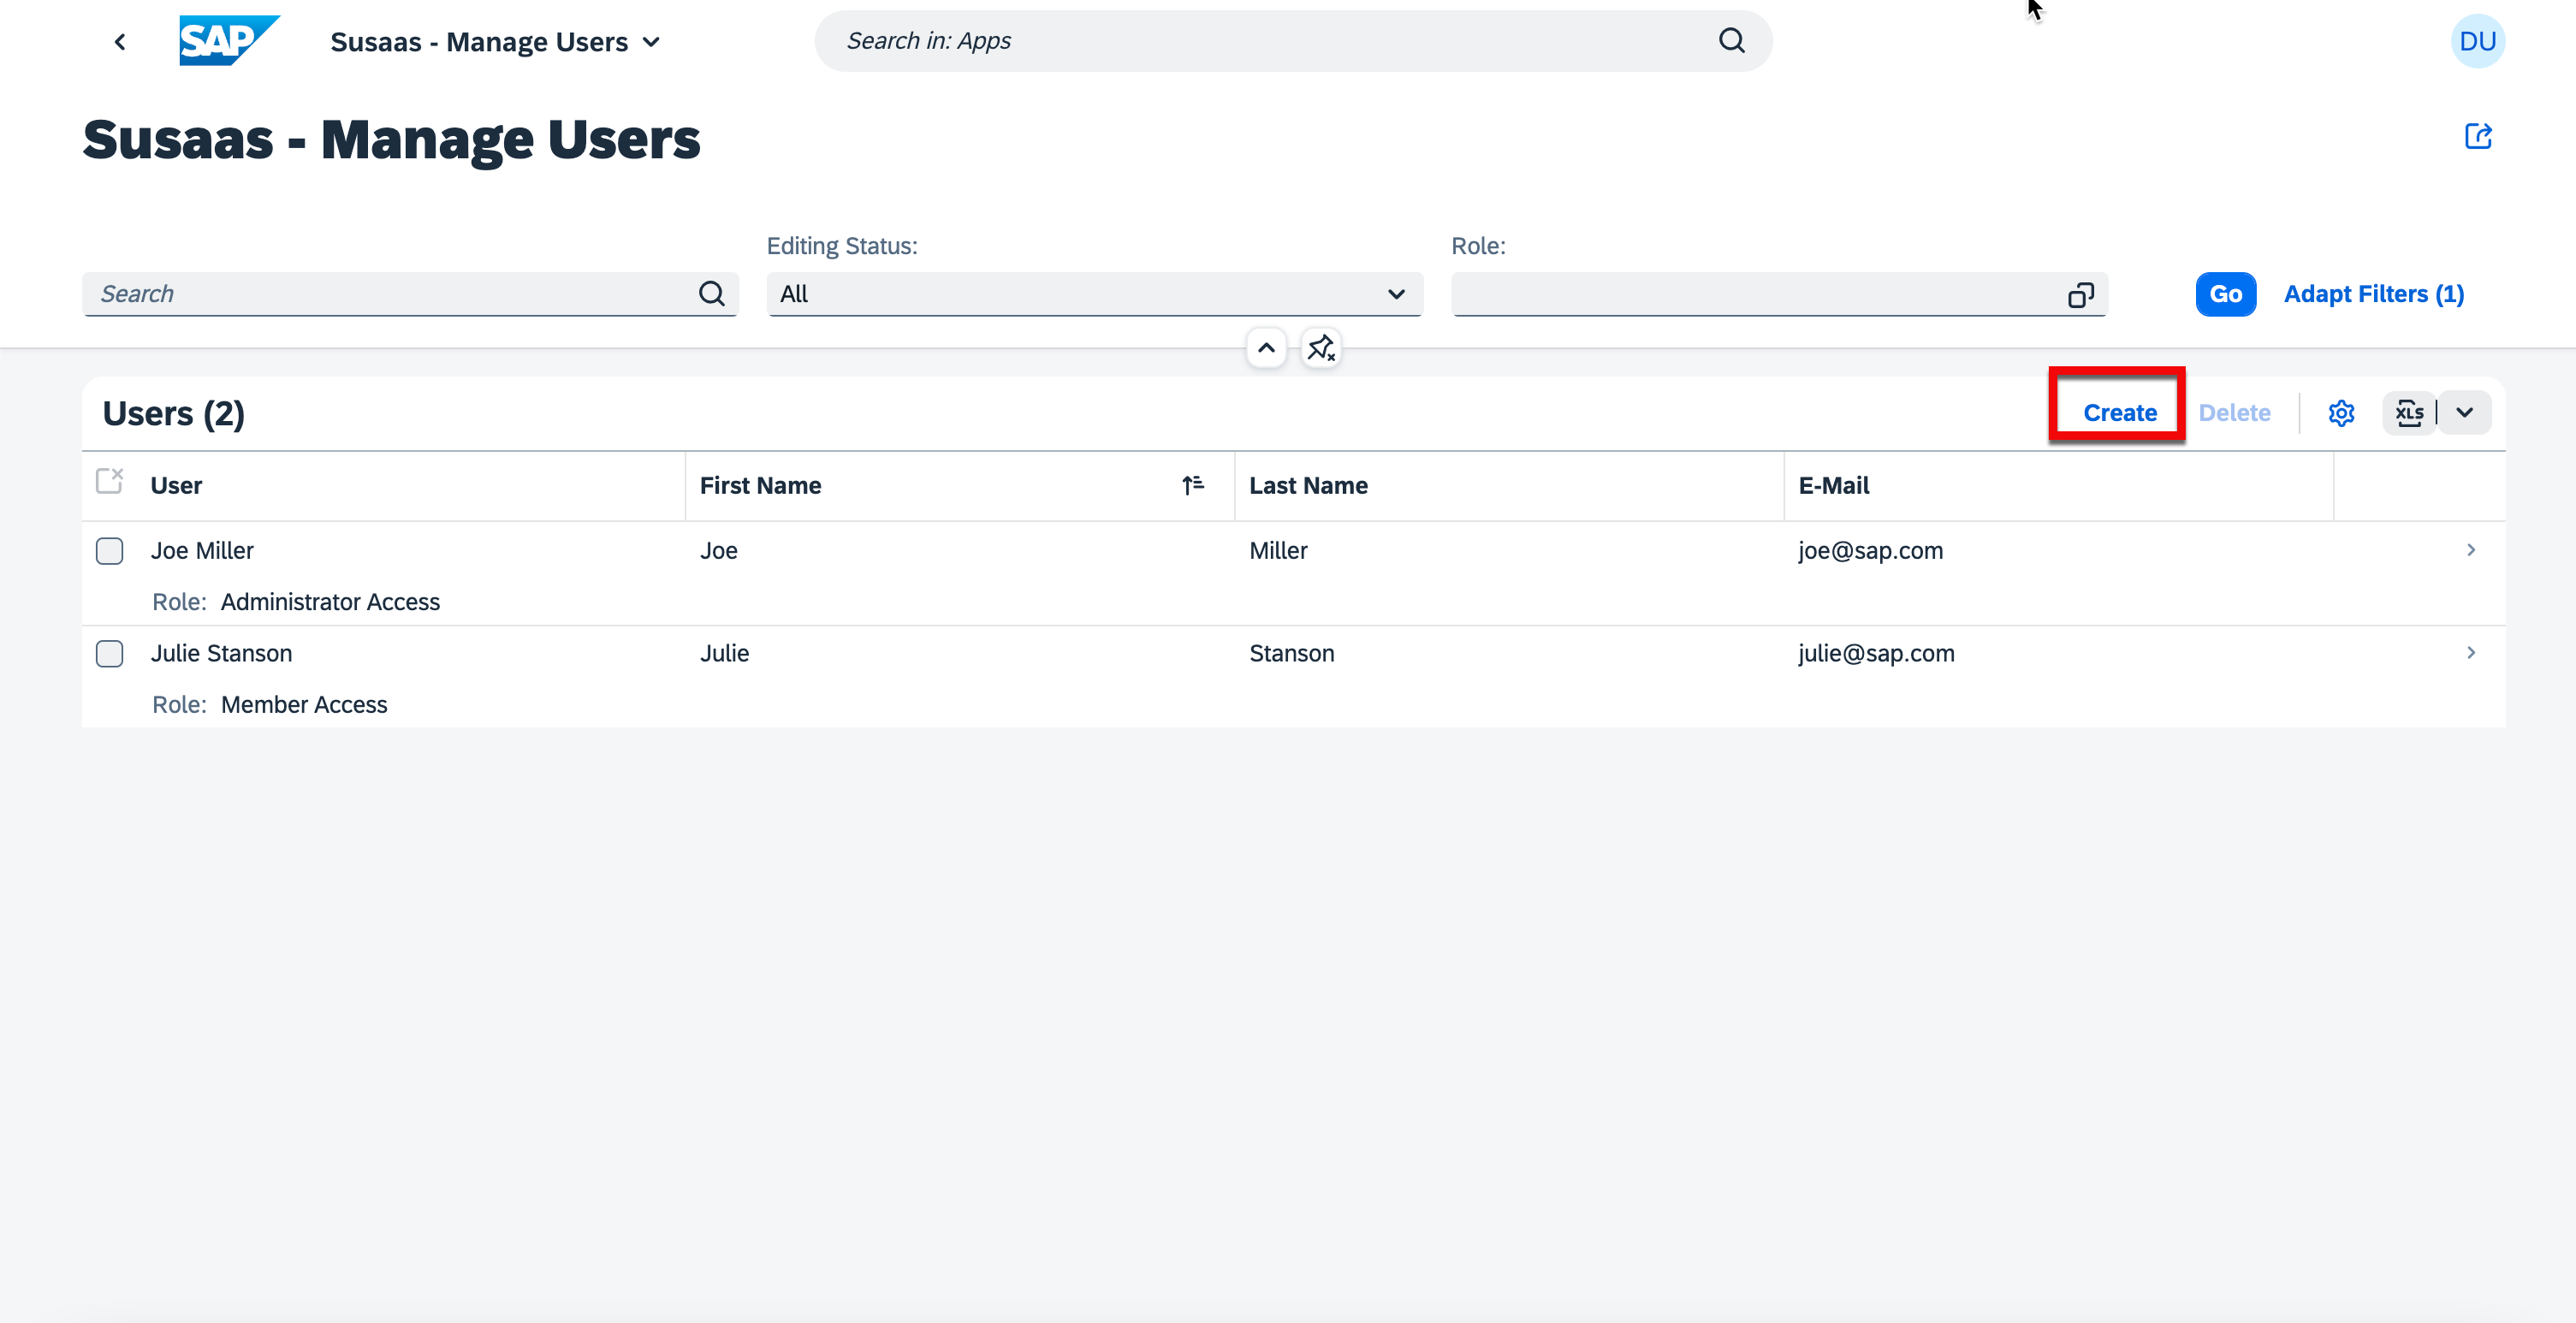 SAP Susaas - Manage Users Search in: Apps DU
Susaas - Manage Users
Editing Status: Role:
Search All Go Adapt Filters (1)
Users (2) Create Delete XLS
User First Name Last Name E-Mail
Joe Miller Joe Miller joe@sap.com
Role: Administrator Access
Julie Stanson Julie Stanson julie@sap.com
Role: Member Access